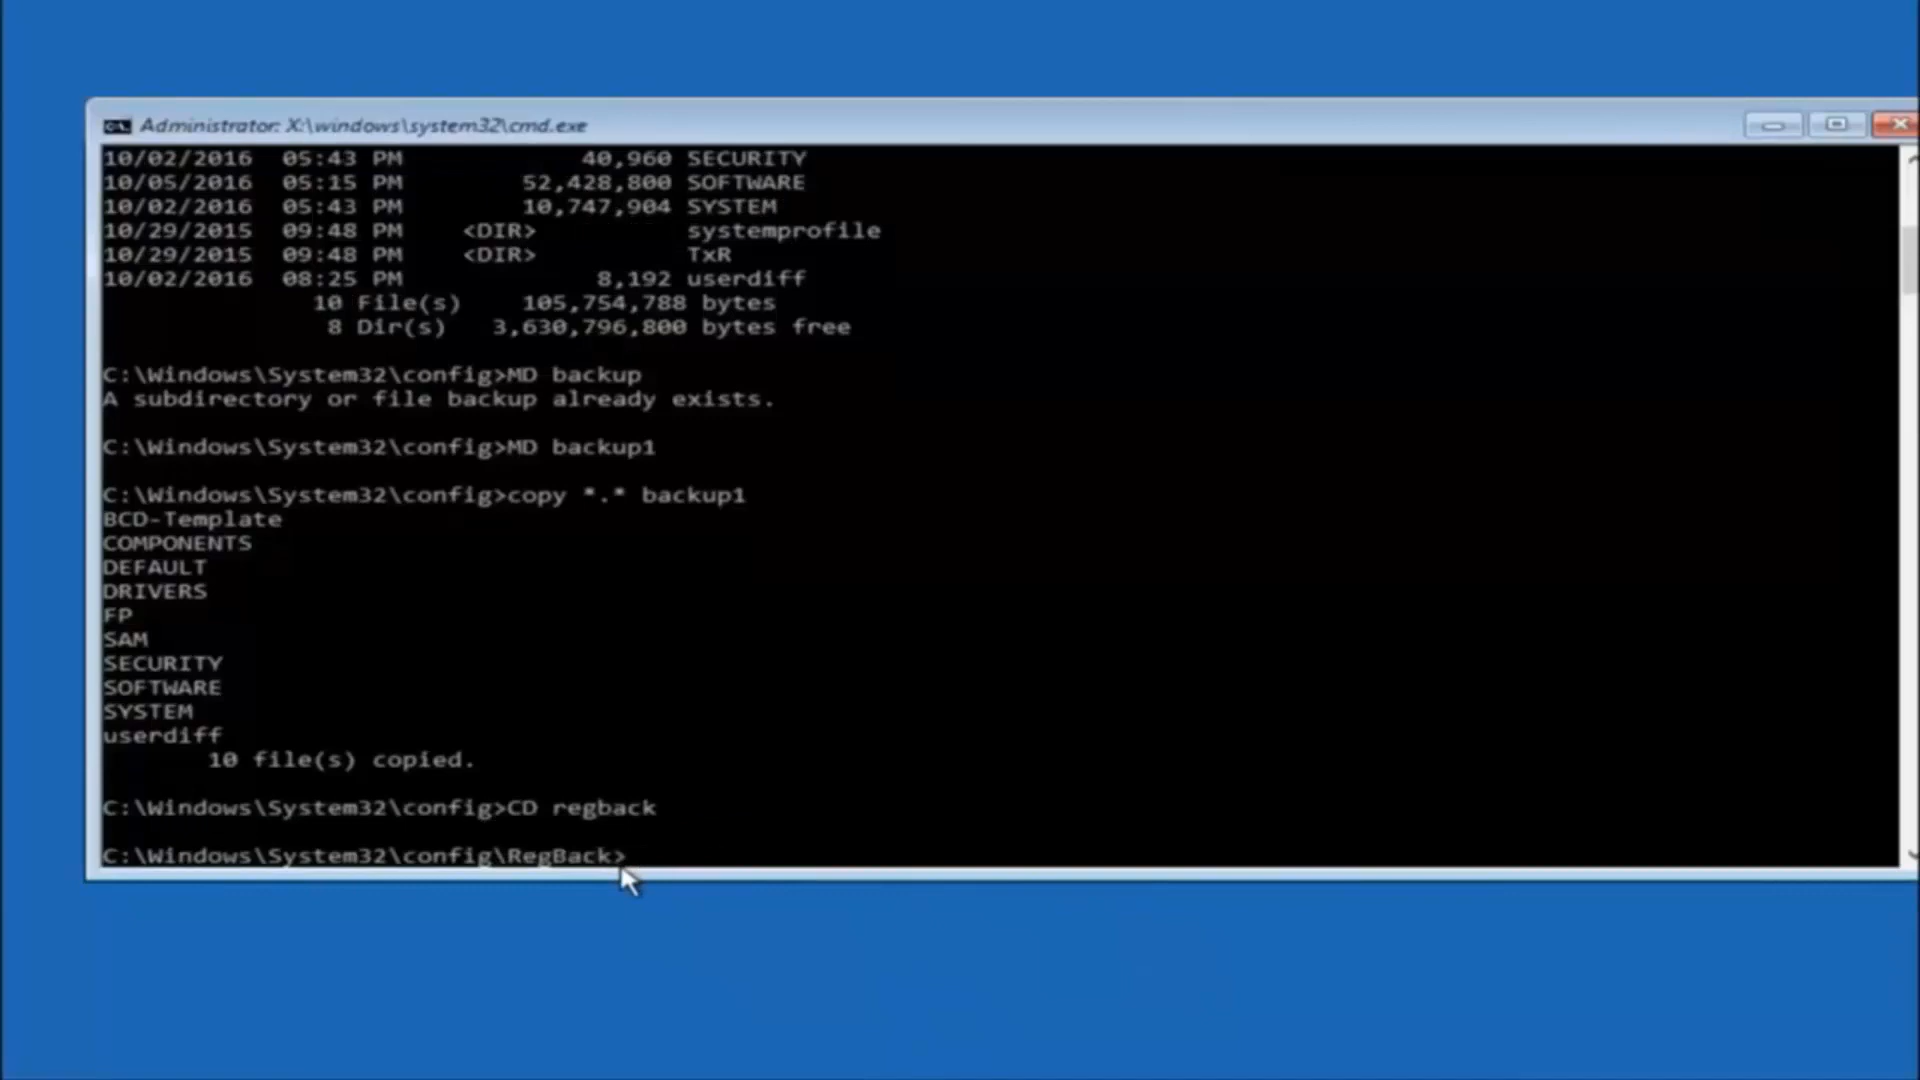 Administrator: X:\windows\system32\cmd.exe
10/02/2016  05:43 PM            40,960 SECURITY
10/05/2016  05:15 PM        52,428,800 SOFTWARE
10/02/2016  05:43 PM        10,747,904 SYSTEM
10/29/2015  09:48 PM    <DIR>          systemprofile
10/29/2015  09:48 PM    <DIR>          TxR
10/02/2016  08:25 PM             8,192 userdiff
10 File(s)    105,754,788 bytes
8 Dir(s)   3,630,796,800 bytes free
C:\Windows\System32\config>MD backup
A subdirectory or file backup already exists.
C:\Windows\System32\config>MD backup1
C:\Windows\System32\config>copy *.* backup1
BCD-Template
COMPONENTS
DEFAULT
DRIVERS
FP
SAM
SECURITY
SOFTWARE
SYSTEM
userdiff
10 file(s) copied.
C:\Windows\System32\config>CD regback
C:\Windows\System32\config\RegBack>